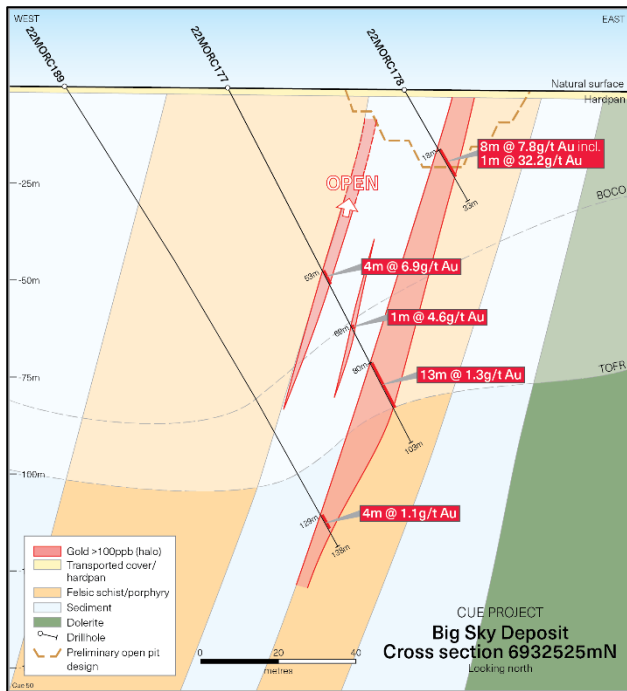 WEST
EAST
22MORC189
22MORC177
22MORC178
Natural surface
Hardpan
18m
8m @ 7.8g/t Au incl.
1m @ 32.2g/t Au
-25m
OPEN
33m
BOCO
53m
4m @ 6.9g/t Au
-50m
69m
1m @ 4.6g/t Au
80m
13m @ 1.3g/t Au
TOFR
-75m
103m
-100m
129m
4m @ 1.1g/t Au
138m
Gold >100ppb (halo)
Transported cover/
hardpan
Felsic schist/porphyry
Sediment
Dolerite
Drillhole
Preliminary open pit
design
CUE PROJECT
Big Sky Deposit
Cross section 6932525mN
Looking north
0 20 40
metres
Cue 50